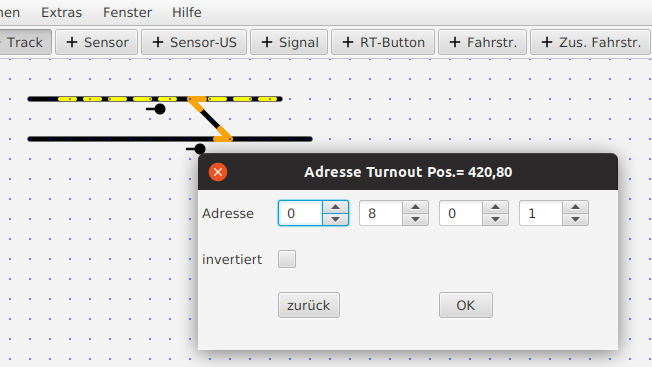 nen Extras Fenster Hilfe
Track + Sensor + Sensor-US + Signal + RT-Button + Fahrstr. + Zus. Fahrstr.
Adresse Turnout Pos.= 420,80
Adresse 0 8 0 1
invertiert
zurück OK